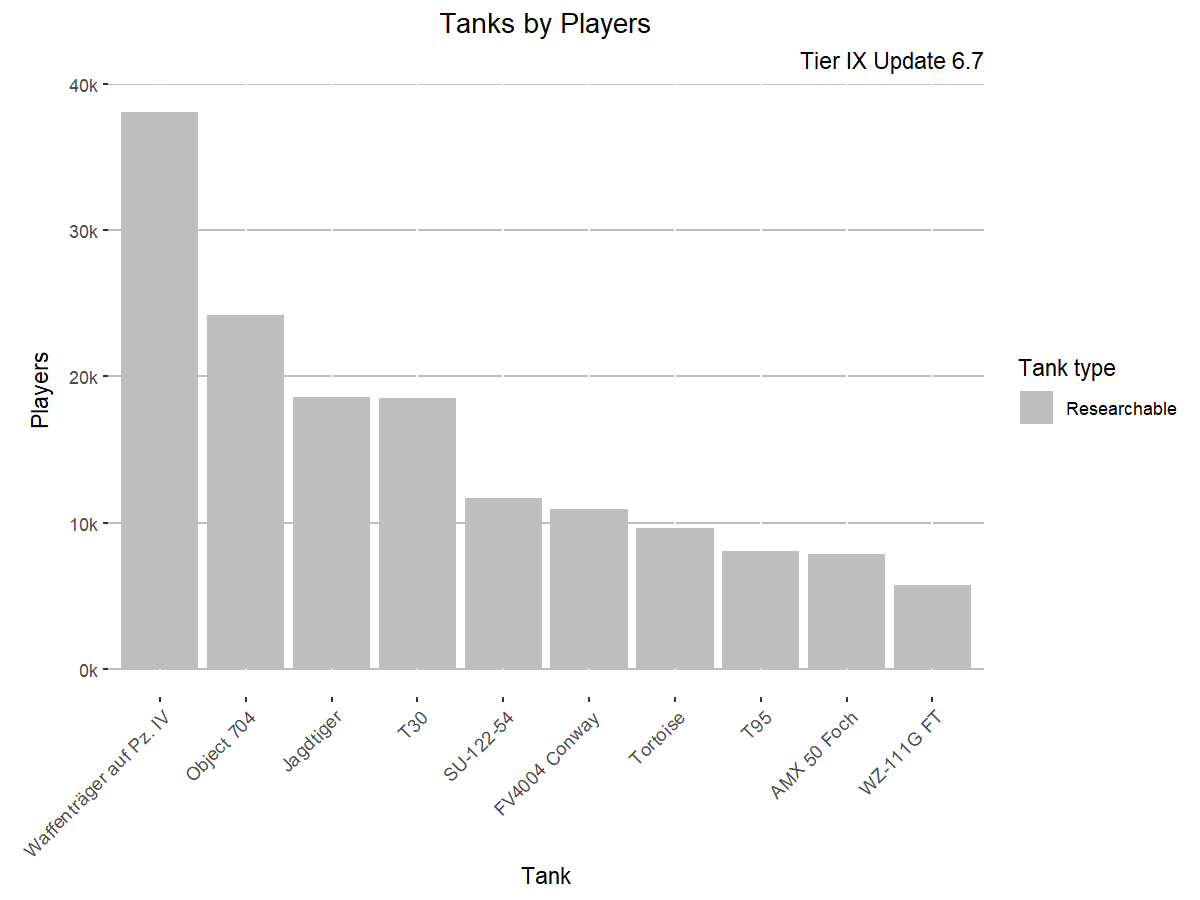 Tanks by Players
Tier IX Update 6.7
40k
30k
20k
10k
0k
Players
Waffenträger auf Pz. IV
Object 704
Jagdtiger
T30
SU-122-54
FV4004 Conway
Tortoise
T95
AMX 50 Foch
WZ-111G FT
Tank
Tank type
Researchable